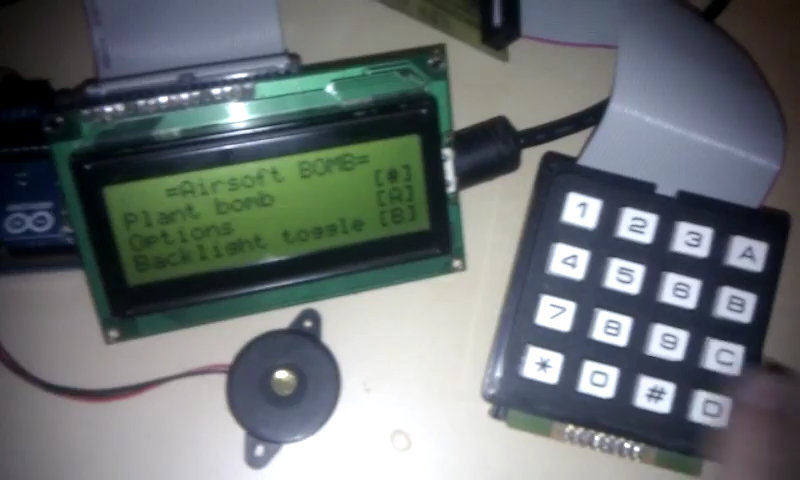 =Airsoft BOMB=
Plant bomb [#]
Options [A]
Backlight toggle [B]
1 2 3 A
4 5 6 B
7 8 9 C
* 0 # D